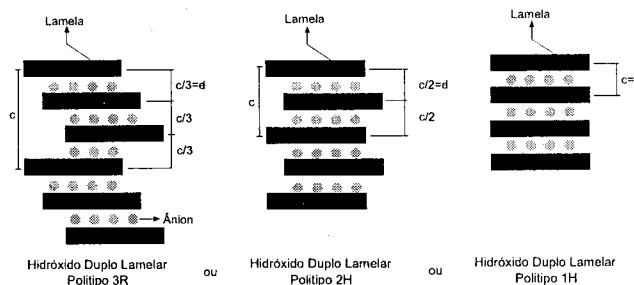 Lamela
c
c/3=d
c/3
c/3
Ânion
Hidróxido Duplo Lamelar
Politipo 3R
ou
Lamela
c
c/2=d
c/2
Hidróxido Duplo Lamelar
Politipo 2H
ou
Lamela
c=
Hidróxido Duplo Lamelar
Politipo 1H